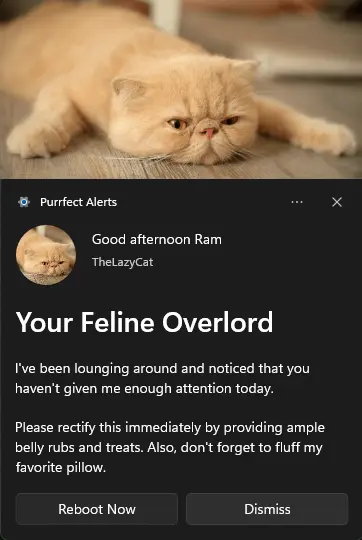 Purrfect Alerts
Good afternoon Ram
TheLazyCat
Your Feline Overlord
I've been lounging around and noticed that you
haven't given me enough attention today.
Please rectify this immediately by providing ample
belly rubs and treats. Also, don't forget to fluff my
favorite pillow.
Reboot Now
Dismiss